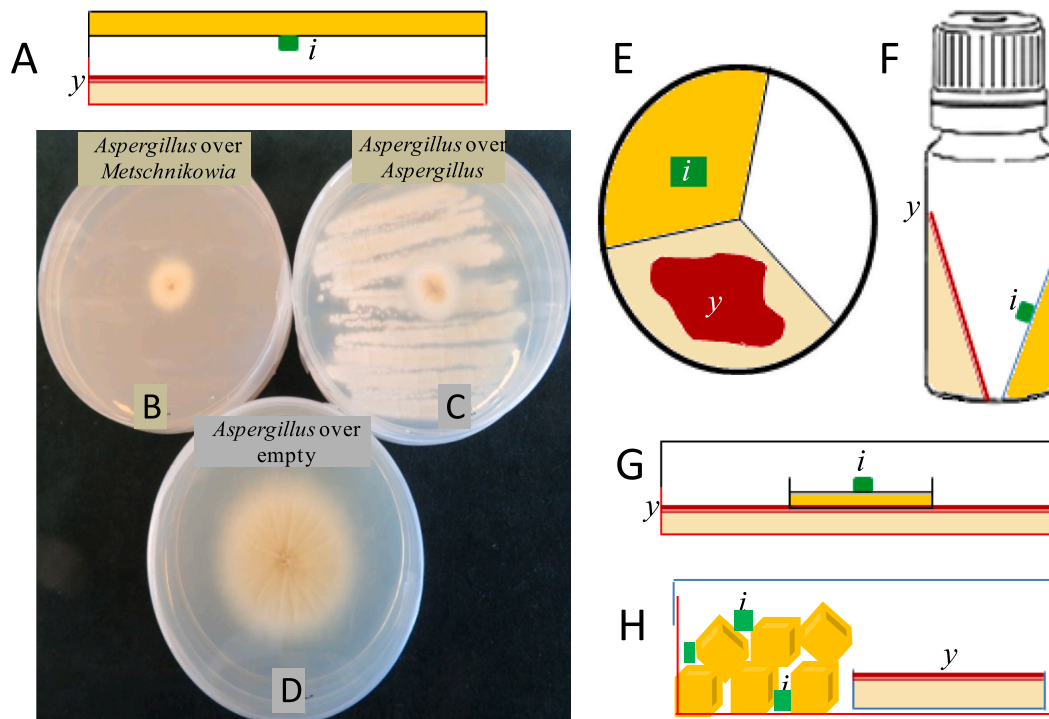 A
i
y
Aspergillus over
Metschnikowia
Aspergillus over
Aspergillus
B
C
Aspergillus over
empty
D
E
i
y
F
y
i
G
i
y
H
i
i
y